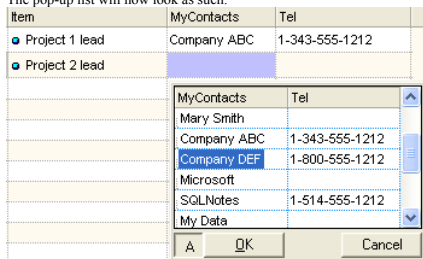 The pop-up list will now look as such:
Item MyContacts Tel
Project 1 lead Company ABC 1-343-555-1212
Project 2 lead
MyContacts Tel
Mary Smith
Company ABC 1-343-555-1212
Company DEF 1-800-555-1212
Microsoft
SQLNotes 1-514-555-1212
My Data
A OK Cancel